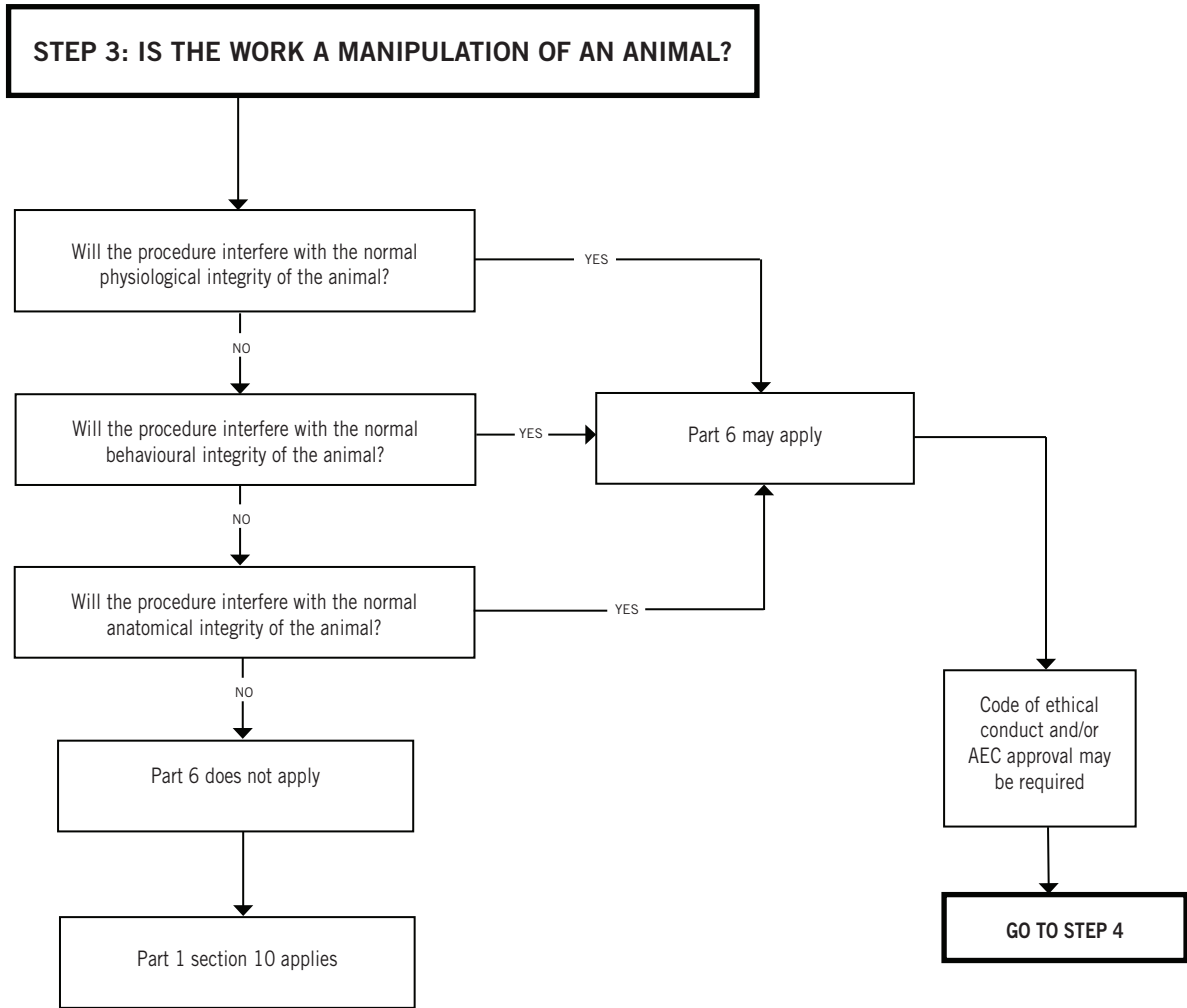 STEP 3: IS THE WORK A MANIPULATION OF AN ANIMAL?
Will the procedure interfere with the normal
physiological integrity of the animal?
YES
NO
Will the procedure interfere with the normal
behavioural integrity of the animal?
YES
Part 6 may apply
NO
Will the procedure interfere with the normal
anatomical integrity of the animal?
YES
NO
Part 6 does not apply
Part 1 section 10 applies
Code of ethical
conduct and/or
AEC approval may
be required
GO TO STEP 4